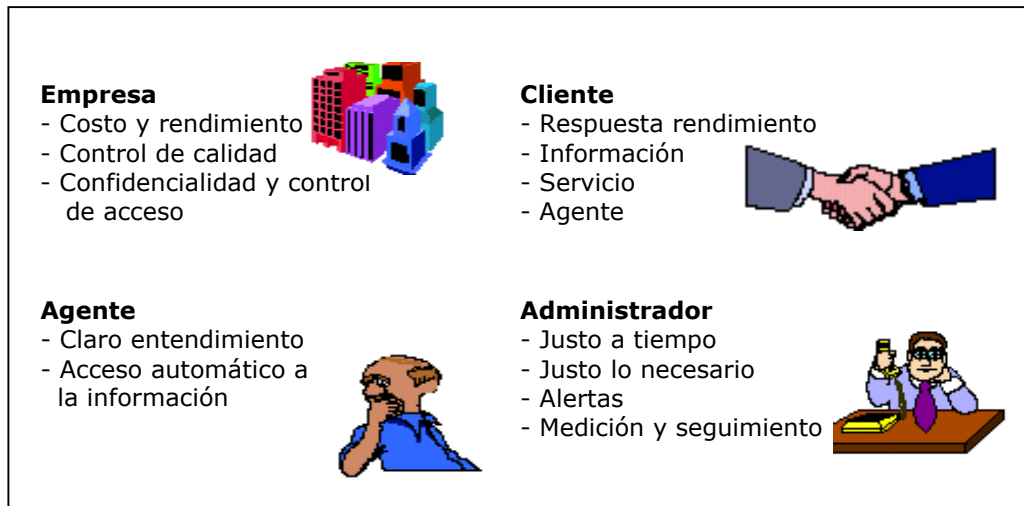 Empresa
- Costo y rendimiento
- Control de calidad
- Confidencialidad y control
de acceso
Cliente
- Respuesta rendimiento
- Información
- Servicio
- Agente
Agente
- Claro entendimiento
- Acceso automático a
la información
Administrador
- Justo a tiempo
- Justo lo necesario
- Alertas
- Medición y seguimiento